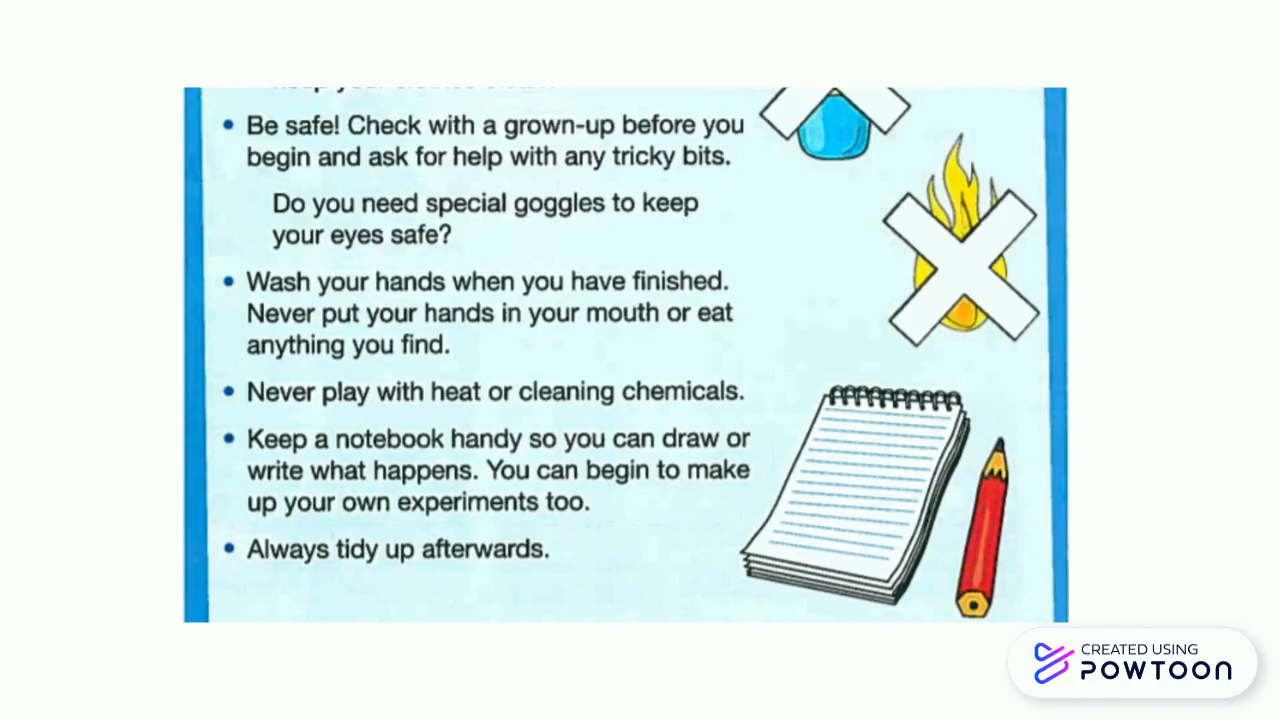 Be safe! Check with a grown-up before you
begin and ask for help with any tricky bits.
Do you need special goggles to keep
your eyes safe?
Wash your hands when you have finished.
Never put your hands in your mouth or eat
anything you find.
Never play with heat or cleaning chemicals.
Keep a notebook handy so you can draw or
write what happens. You can begin to make
up your own experiments too.
Always tidy up afterwards.
CREATED USING
POWTOON